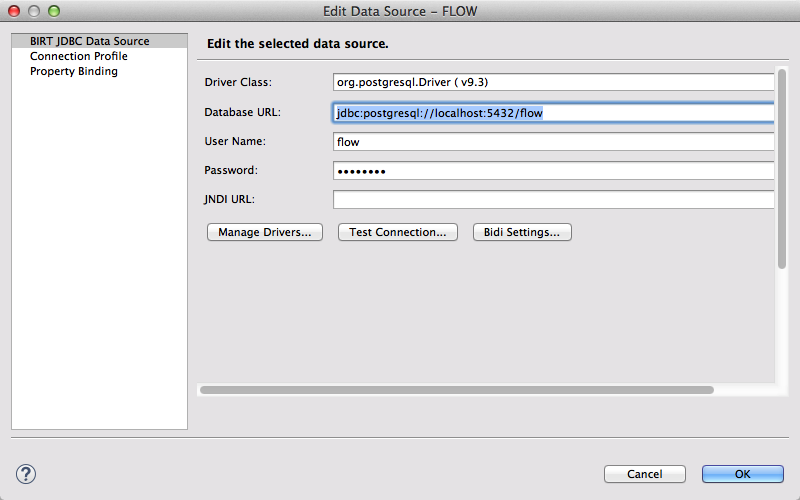 Edit Data Source – FLOW
BIRT JDBC Data Source
Connection Profile
Property Binding
Edit the selected data source.
Driver Class:
org.postgresql.Driver ( v9.3)
Database URL:
jdbc:postgresql://localhost:5432/flow
User Name:
flow
Password:
••••••••
JNDI URL:
Manage Drivers...
Test Connection...
Bidi Settings...
?
Cancel
OK